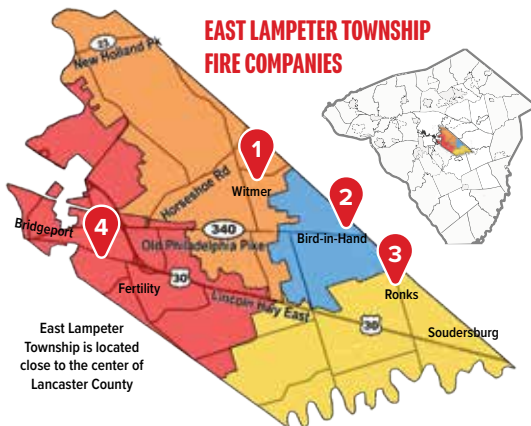 EAST LAMPETER TOWNSHIP
FIRE COMPANIES
23
New Holland Pk
1
Witmer
Horseshoe Rd
2
340
Bird-in-Hand
Bridgeport
4
Old Philadelphia Pike
3
30
Ronks
Fertility
Lincoln Hwy East
30
Soudersburg
East Lampeter
Township is located
close to the center of
Lancaster County